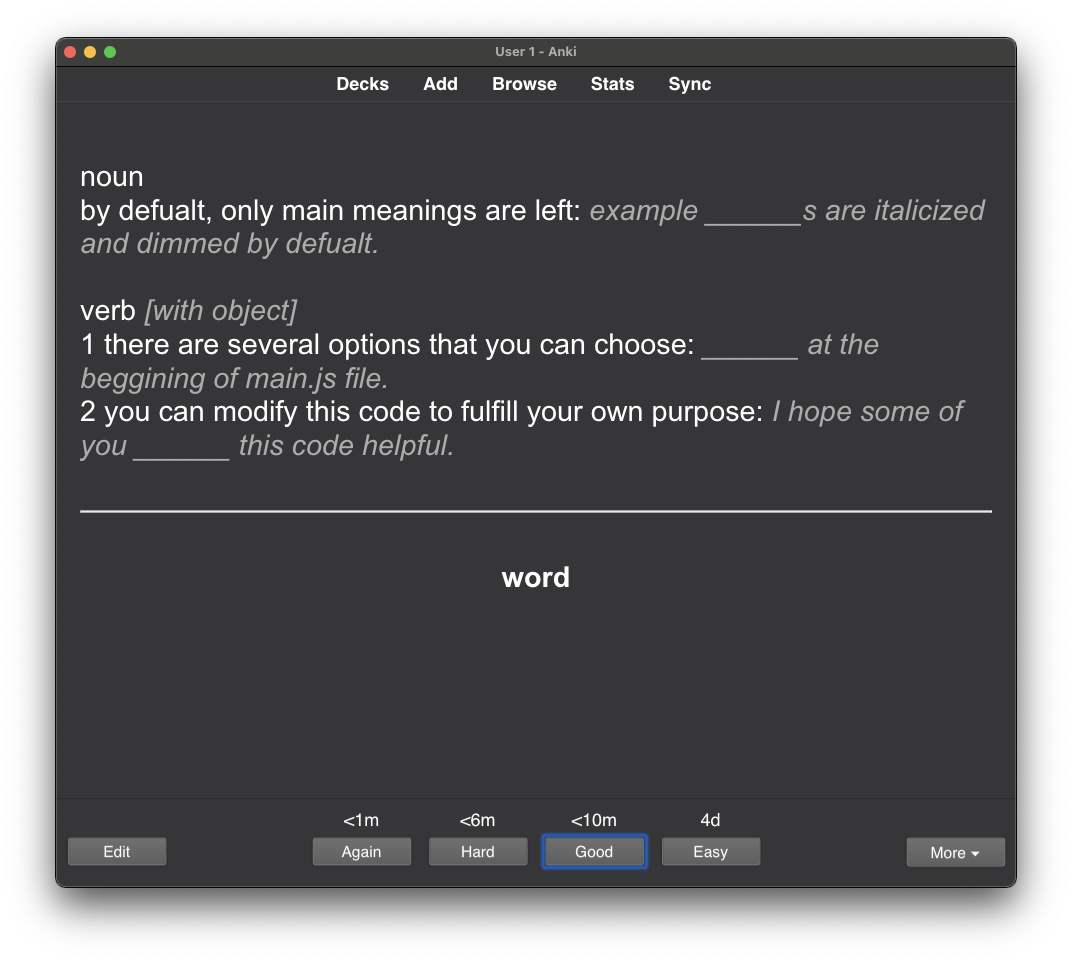 User 1 - Anki
Decks Add Browse Stats Sync
noun
by defualt, only main meanings are left: example ______s are italicized
and dimmed by defualt.
verb [with object]
1 there are several options that you can choose: ______ at the
beggining of main.js file.
2 you can modify this code to fulfill your own purpose: I hope some of
you ______ this code helpful.
word
<1m <6m <10m 4d
Edit Again Hard Good Easy More